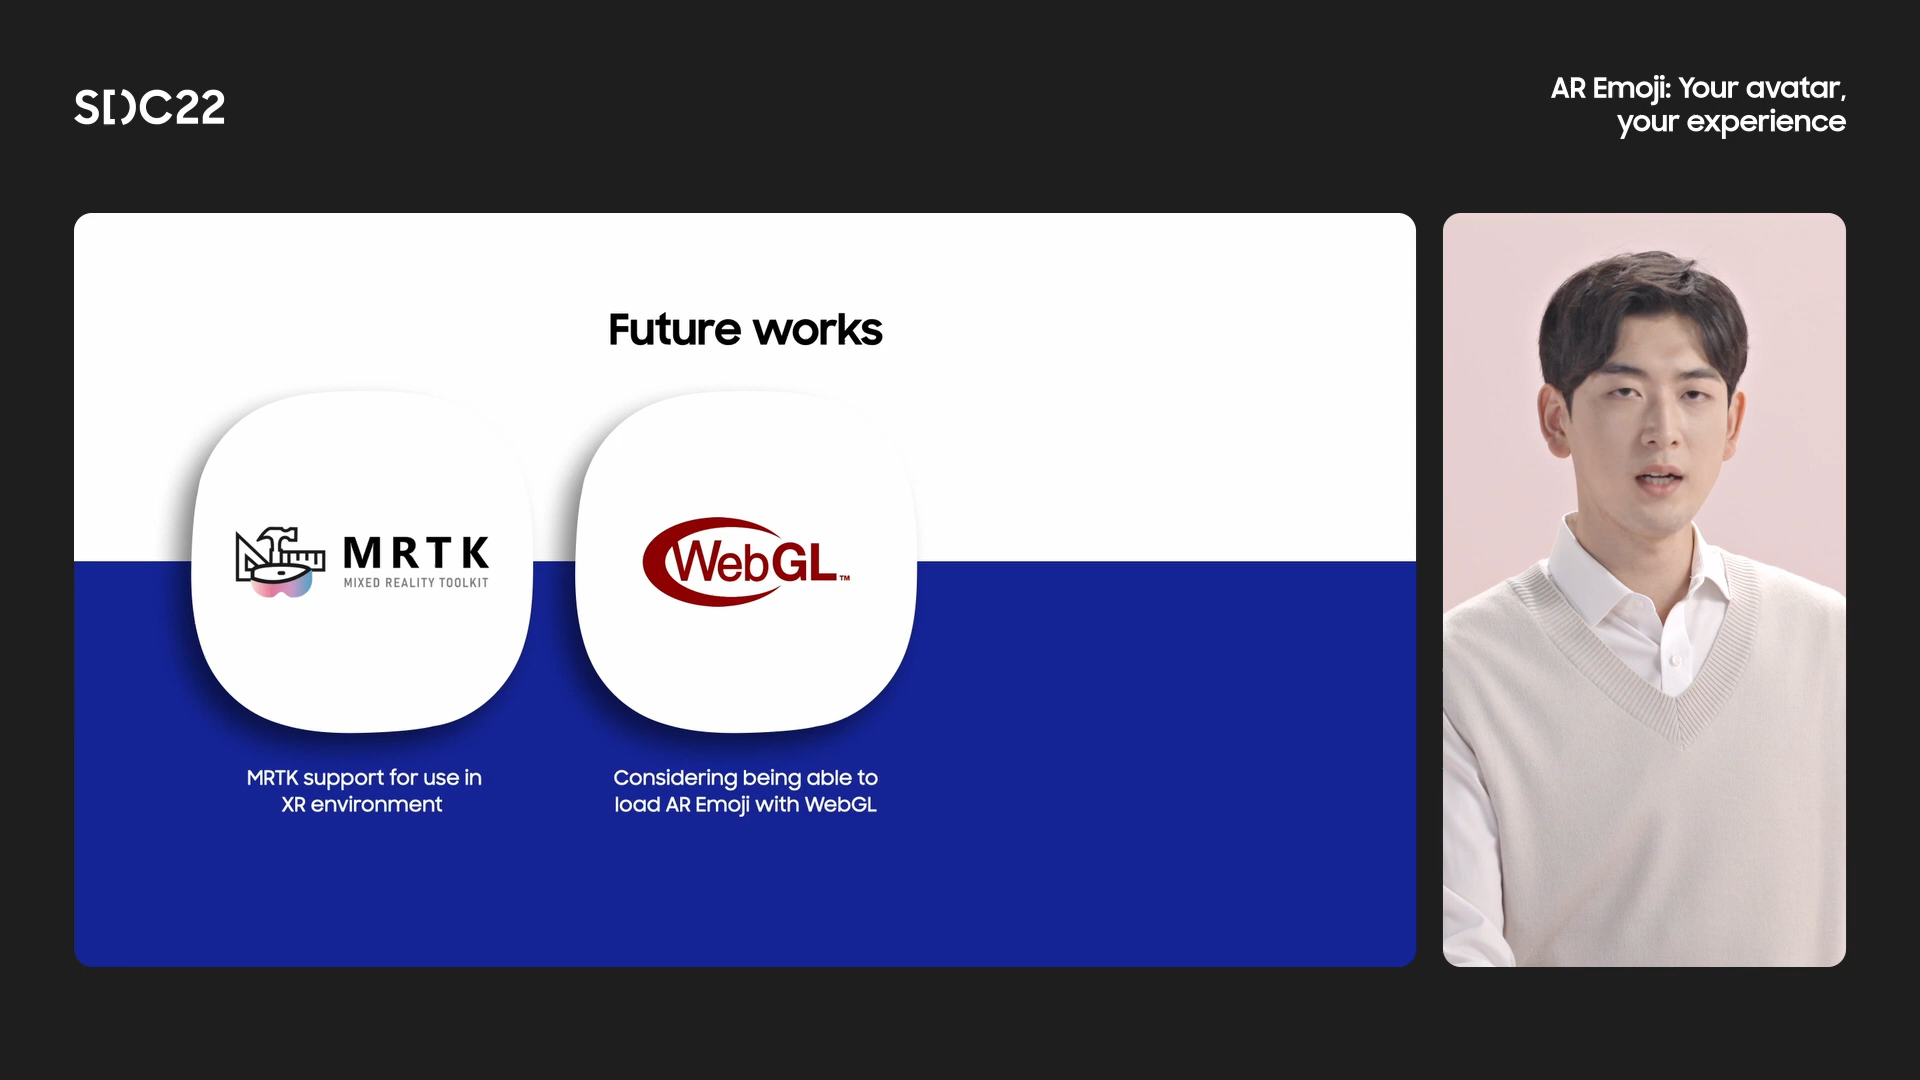 SDC22
AR Emoji: Your avatar,
your experience
Future works
MRTK
MIXED REALITY TOOLKIT
WebGL™
MRTK support for use in
XR environment
Considering being able to
load AR Emoji with WebGL